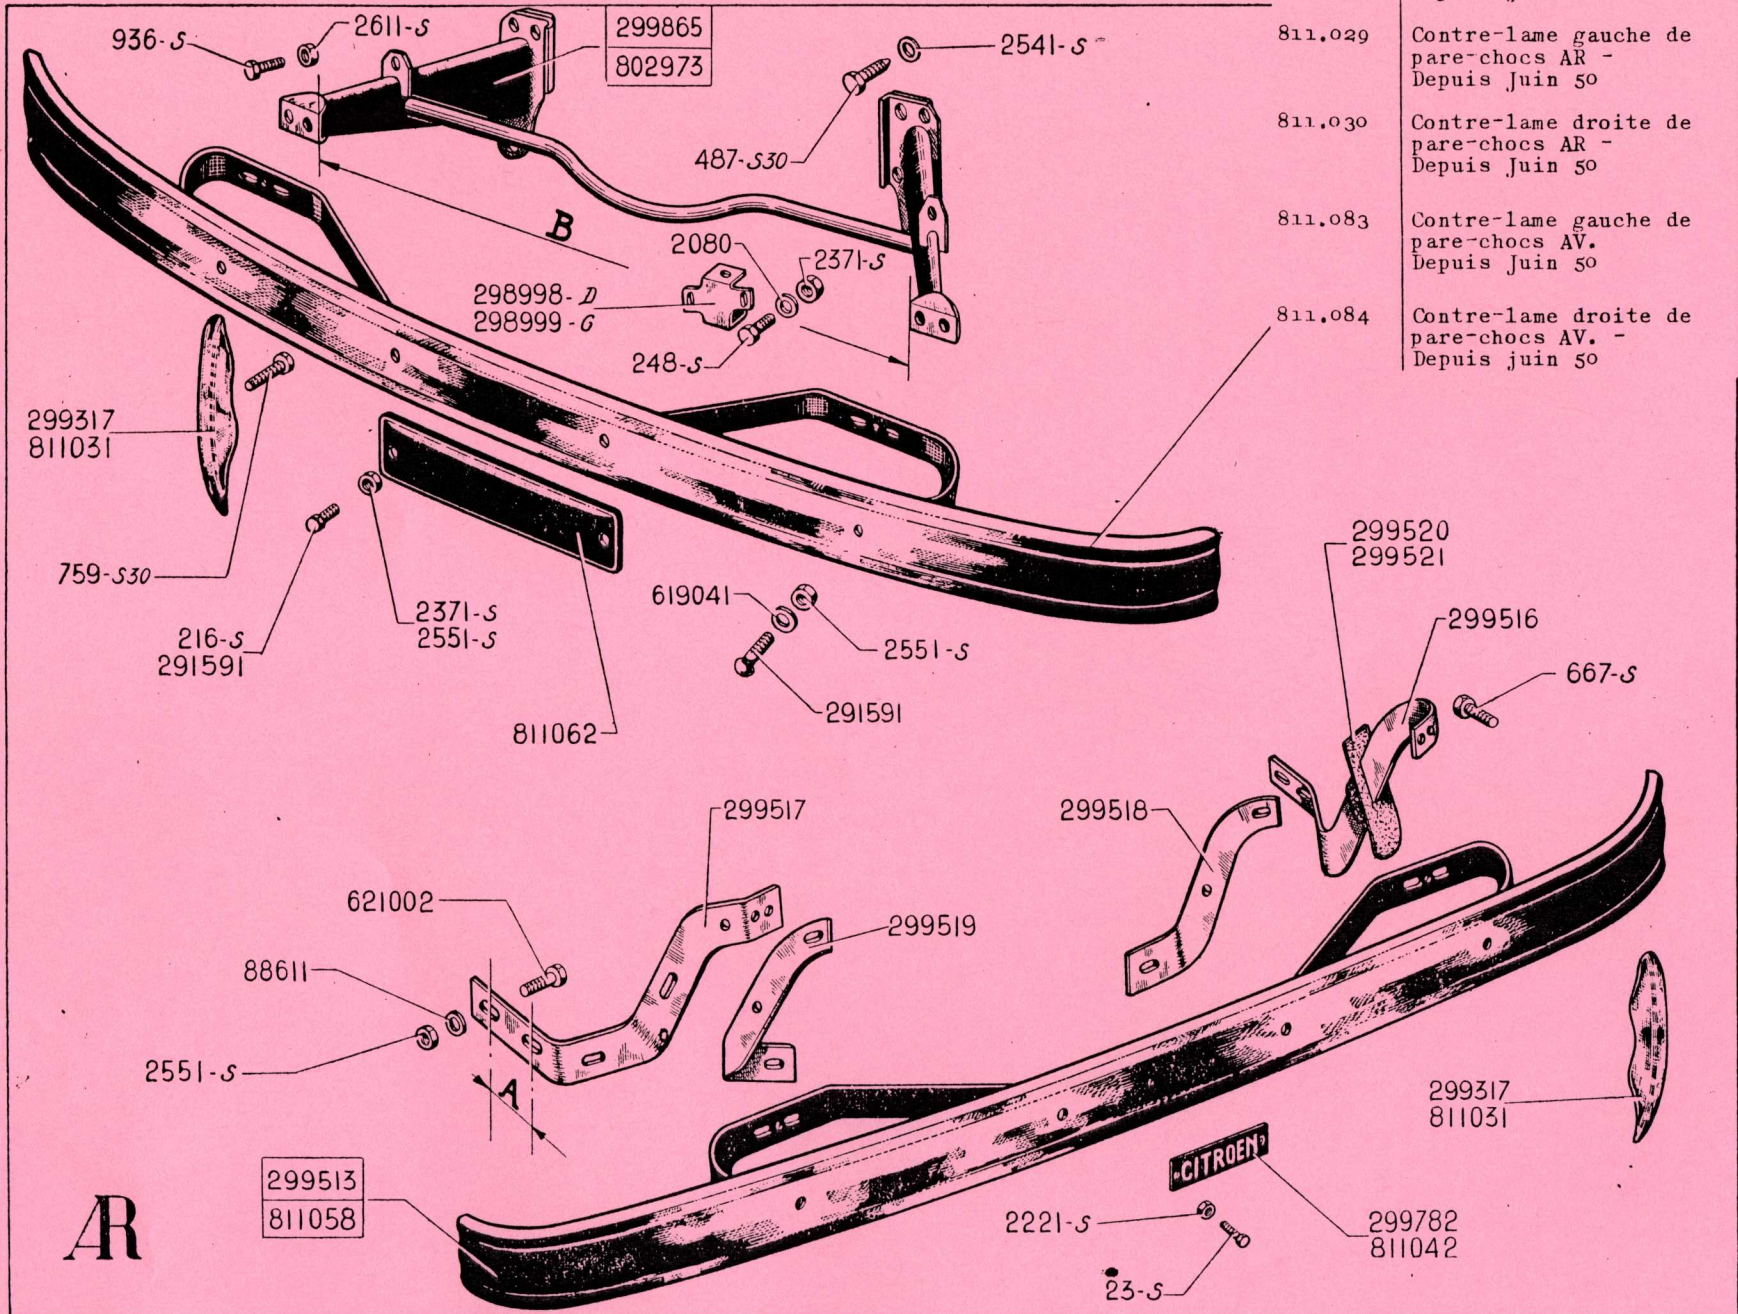 936-S
2611-S
299865
802973
2541-S
487-S30
B
2080
2371-S
298998-D
298999-G
248-S
811.029 Contre-lame gauche de
pare-chocs AR -
Depuis Juin 50
811.030 Contre-lame droite de
pare-chocs AR -
Depuis Juin 50
811.083 Contre-lame gauche de
pare-chocs AV.
Depuis Juin 50
811.084 Contre-lame droite de
pare-chocs AV. -
Depuis juin 50
299317
811031
759-S30
216-S
291591
2371-S
2551-S
811062
619041
2551-S
291591
299520
299521
299516
667-S
299517
299518
621002
299519
88611
2551-S
A
299317
811031
299513
811058
"CITROEN"
2221-S
299782
811042
23-S
AR